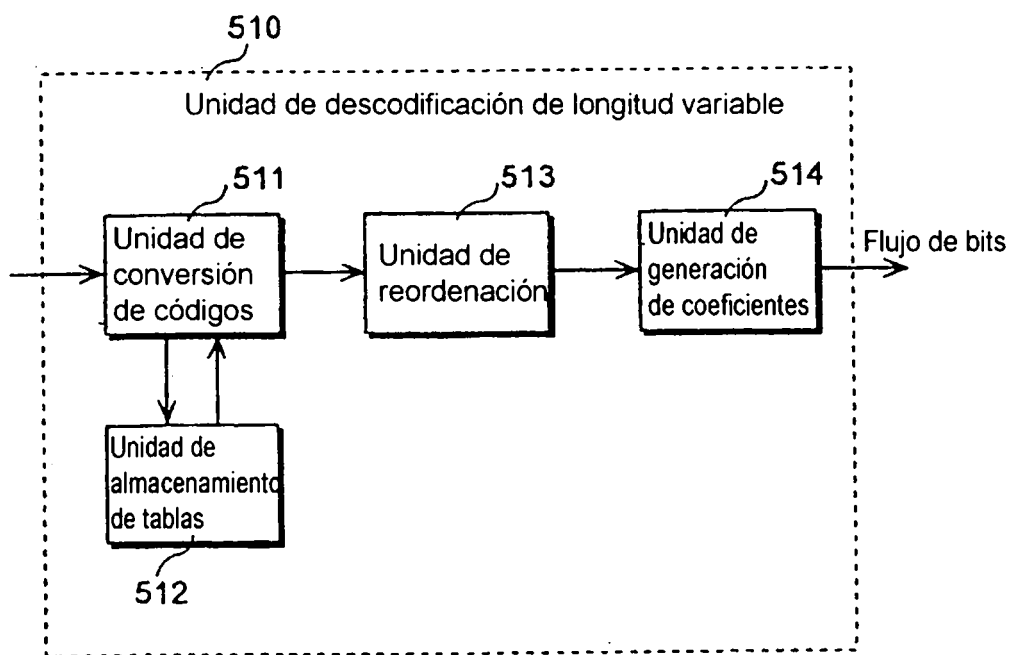 510
Unidad de descodificación de longitud variable
511
Unidad de
conversión
de códigos
513
Unidad de
reordenación
514
Unidad de
generación
de coeficientes
Flujo de bits
Unidad de
almacenamiento
de tablas
512